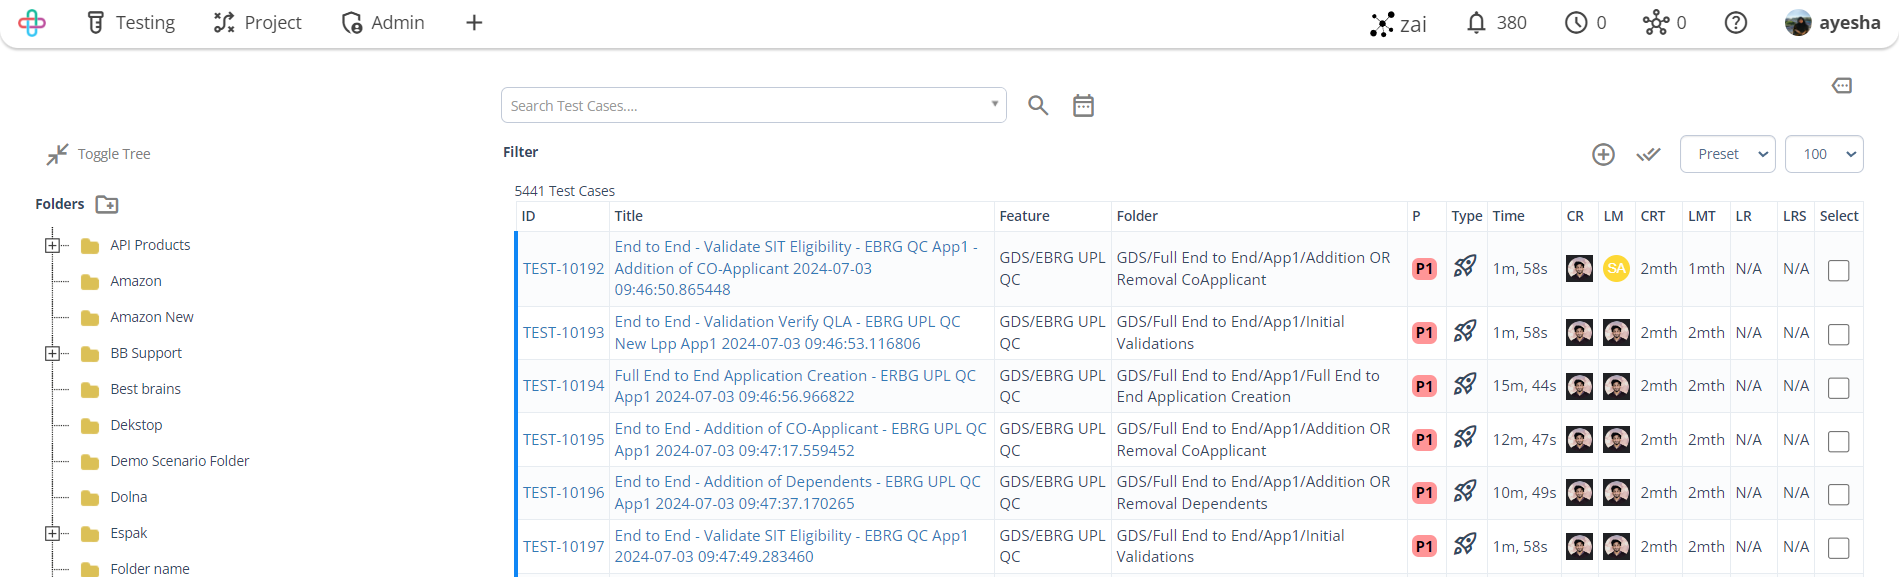 Testing Project Admin + zai 380 0 0 ayesha
Search Test Cases....
Toggle Tree
Filter
Preset 100
Folders
5441 Test Cases
ID Title Feature Folder P Type Time CR LM CRT LMT LR LRS Select
API Products
Amazon
Amazon New
BB Support
Best brains
Dekstop
Demo Scenario Folder
Dolna
Espak
Folder name
TEST-10192
End to End - Validate SIT Eligibility - EBRG QC App1 -
Addition of CO-Applicant 2024-07-03
09:46:50.865448
GDS/EBRG UPL
QC
GDS/Full End to End/App1/Addition OR
Removal CoApplicant
P1 1m, 58s SA 2mth 1mth N/A N/A
TEST-10193
End to End - Validation Verify QLA - EBRG UPL QC
New Lpp App1 2024-07-03 09:46:53.116806
GDS/EBRG UPL
QC
GDS/Full End to End/App1/Initial
Validations
P1 1m, 58s 2mth 2mth N/A N/A
TEST-10194
Full End to End Application Creation - ERBG UPL QC
App1 2024-07-03 09:46:56.966822
GDS/EBRG UPL
QC
GDS/Full End to End/App1/Full End to
End Application Creation
P1 15m, 44s 2mth 2mth N/A N/A
TEST-10195
End to End - Addition of CO-Applicant - EBRG UPL QC
App1 2024-07-03 09:47:17.559452
GDS/EBRG UPL
QC
GDS/Full End to End/App1/Addition OR
Removal CoApplicant
P1 12m, 47s 2mth 2mth N/A N/A
TEST-10196
End to End - Addition of Dependents - EBRG UPL QC
App1 2024-07-03 09:47:37.170265
GDS/EBRG UPL
QC
GDS/Full End to End/App1/Addition OR
Removal Dependents
P1 10m, 49s 2mth 2mth N/A N/A
TEST-10197
End to End - Validate SIT Eligibility - EBRG QC App1
2024-07-03 09:47:49.283460
GDS/EBRG UPL
QC
GDS/Full End to End/App1/Initial
Validations
P1 1m, 58s 2mth 2mth N/A N/A